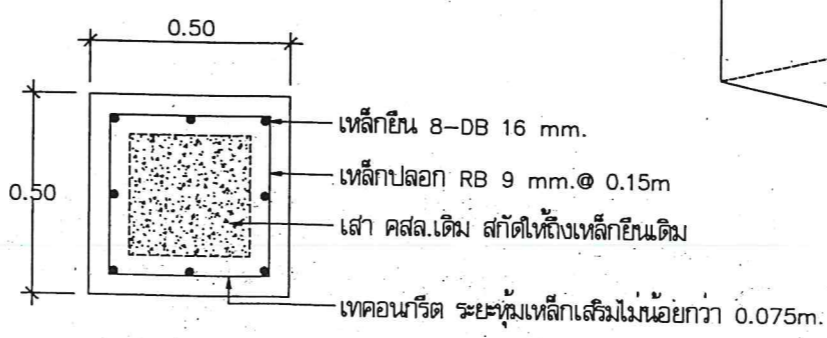 0.50
0.50
เหล็กยืน 8-DB 16 mm.
เหล็กปลอก RB 9 mm.@ 0.15m
เสา คสล.เดิม สกัดให้ถึงเหล็กยืนเดิม
เทคอนกรีต ระยะหุ้มเหล็กเสริมไม่น้อยกว่า 0.075m.